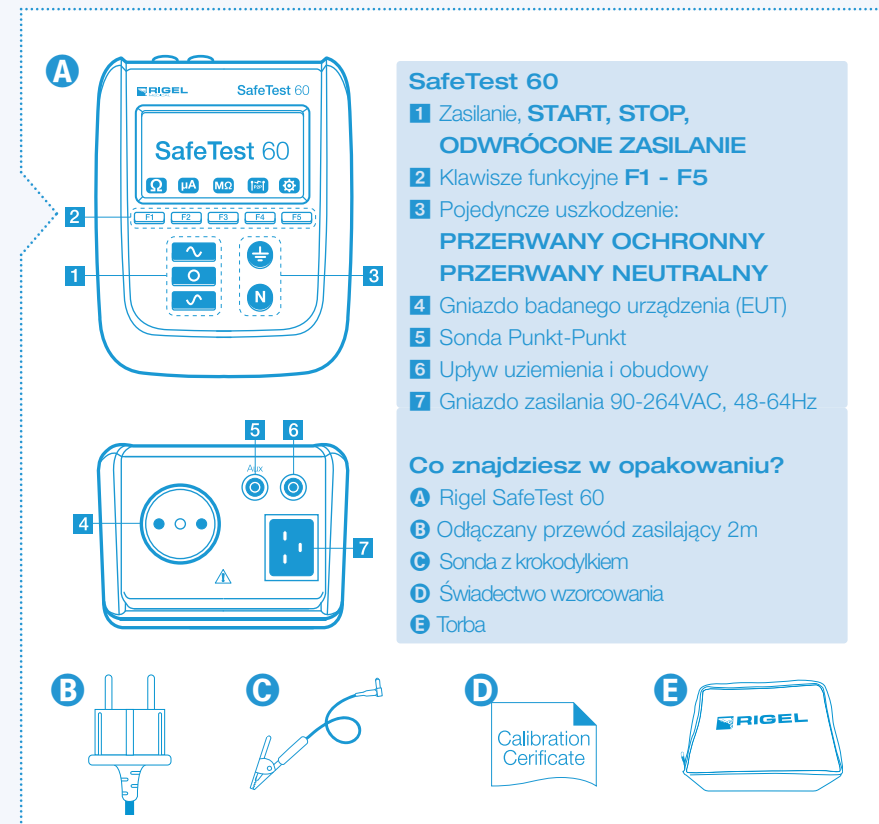 A
RIGEL
SafeTest 60
SafeTest 60
Ω µA MΩ
F1 F2 F3 F4 F5
2
1
3
N
SafeTest 60
1 Zasilanie, START, STOP,
ODWRÓCONE ZASILANIE
2 Klawisze funkcyjne F1 - F5
3 Pojedyncze uszkodzenie:
PRZERWANY OCHRONNY
PRZERWANY NEUTRALNY
4 Gniazdo badanego urządzenia (EUT)
5 Sonda Punkt-Punkt
6 Upływ uziemienia i obudowy
7 Gniazdo zasilania 90-264VAC, 48-64Hz
5 6
Aux
4
7
Co znajdziesz w opakowaniu?
A Rigel SafeTest 60
B Odłączany przewód zasilający 2m
C Sonda z krokodylkiem
D Świadectwo wzorcowania
E Torba
B
C
D
Calibration
Cerificate
E
RIGEL